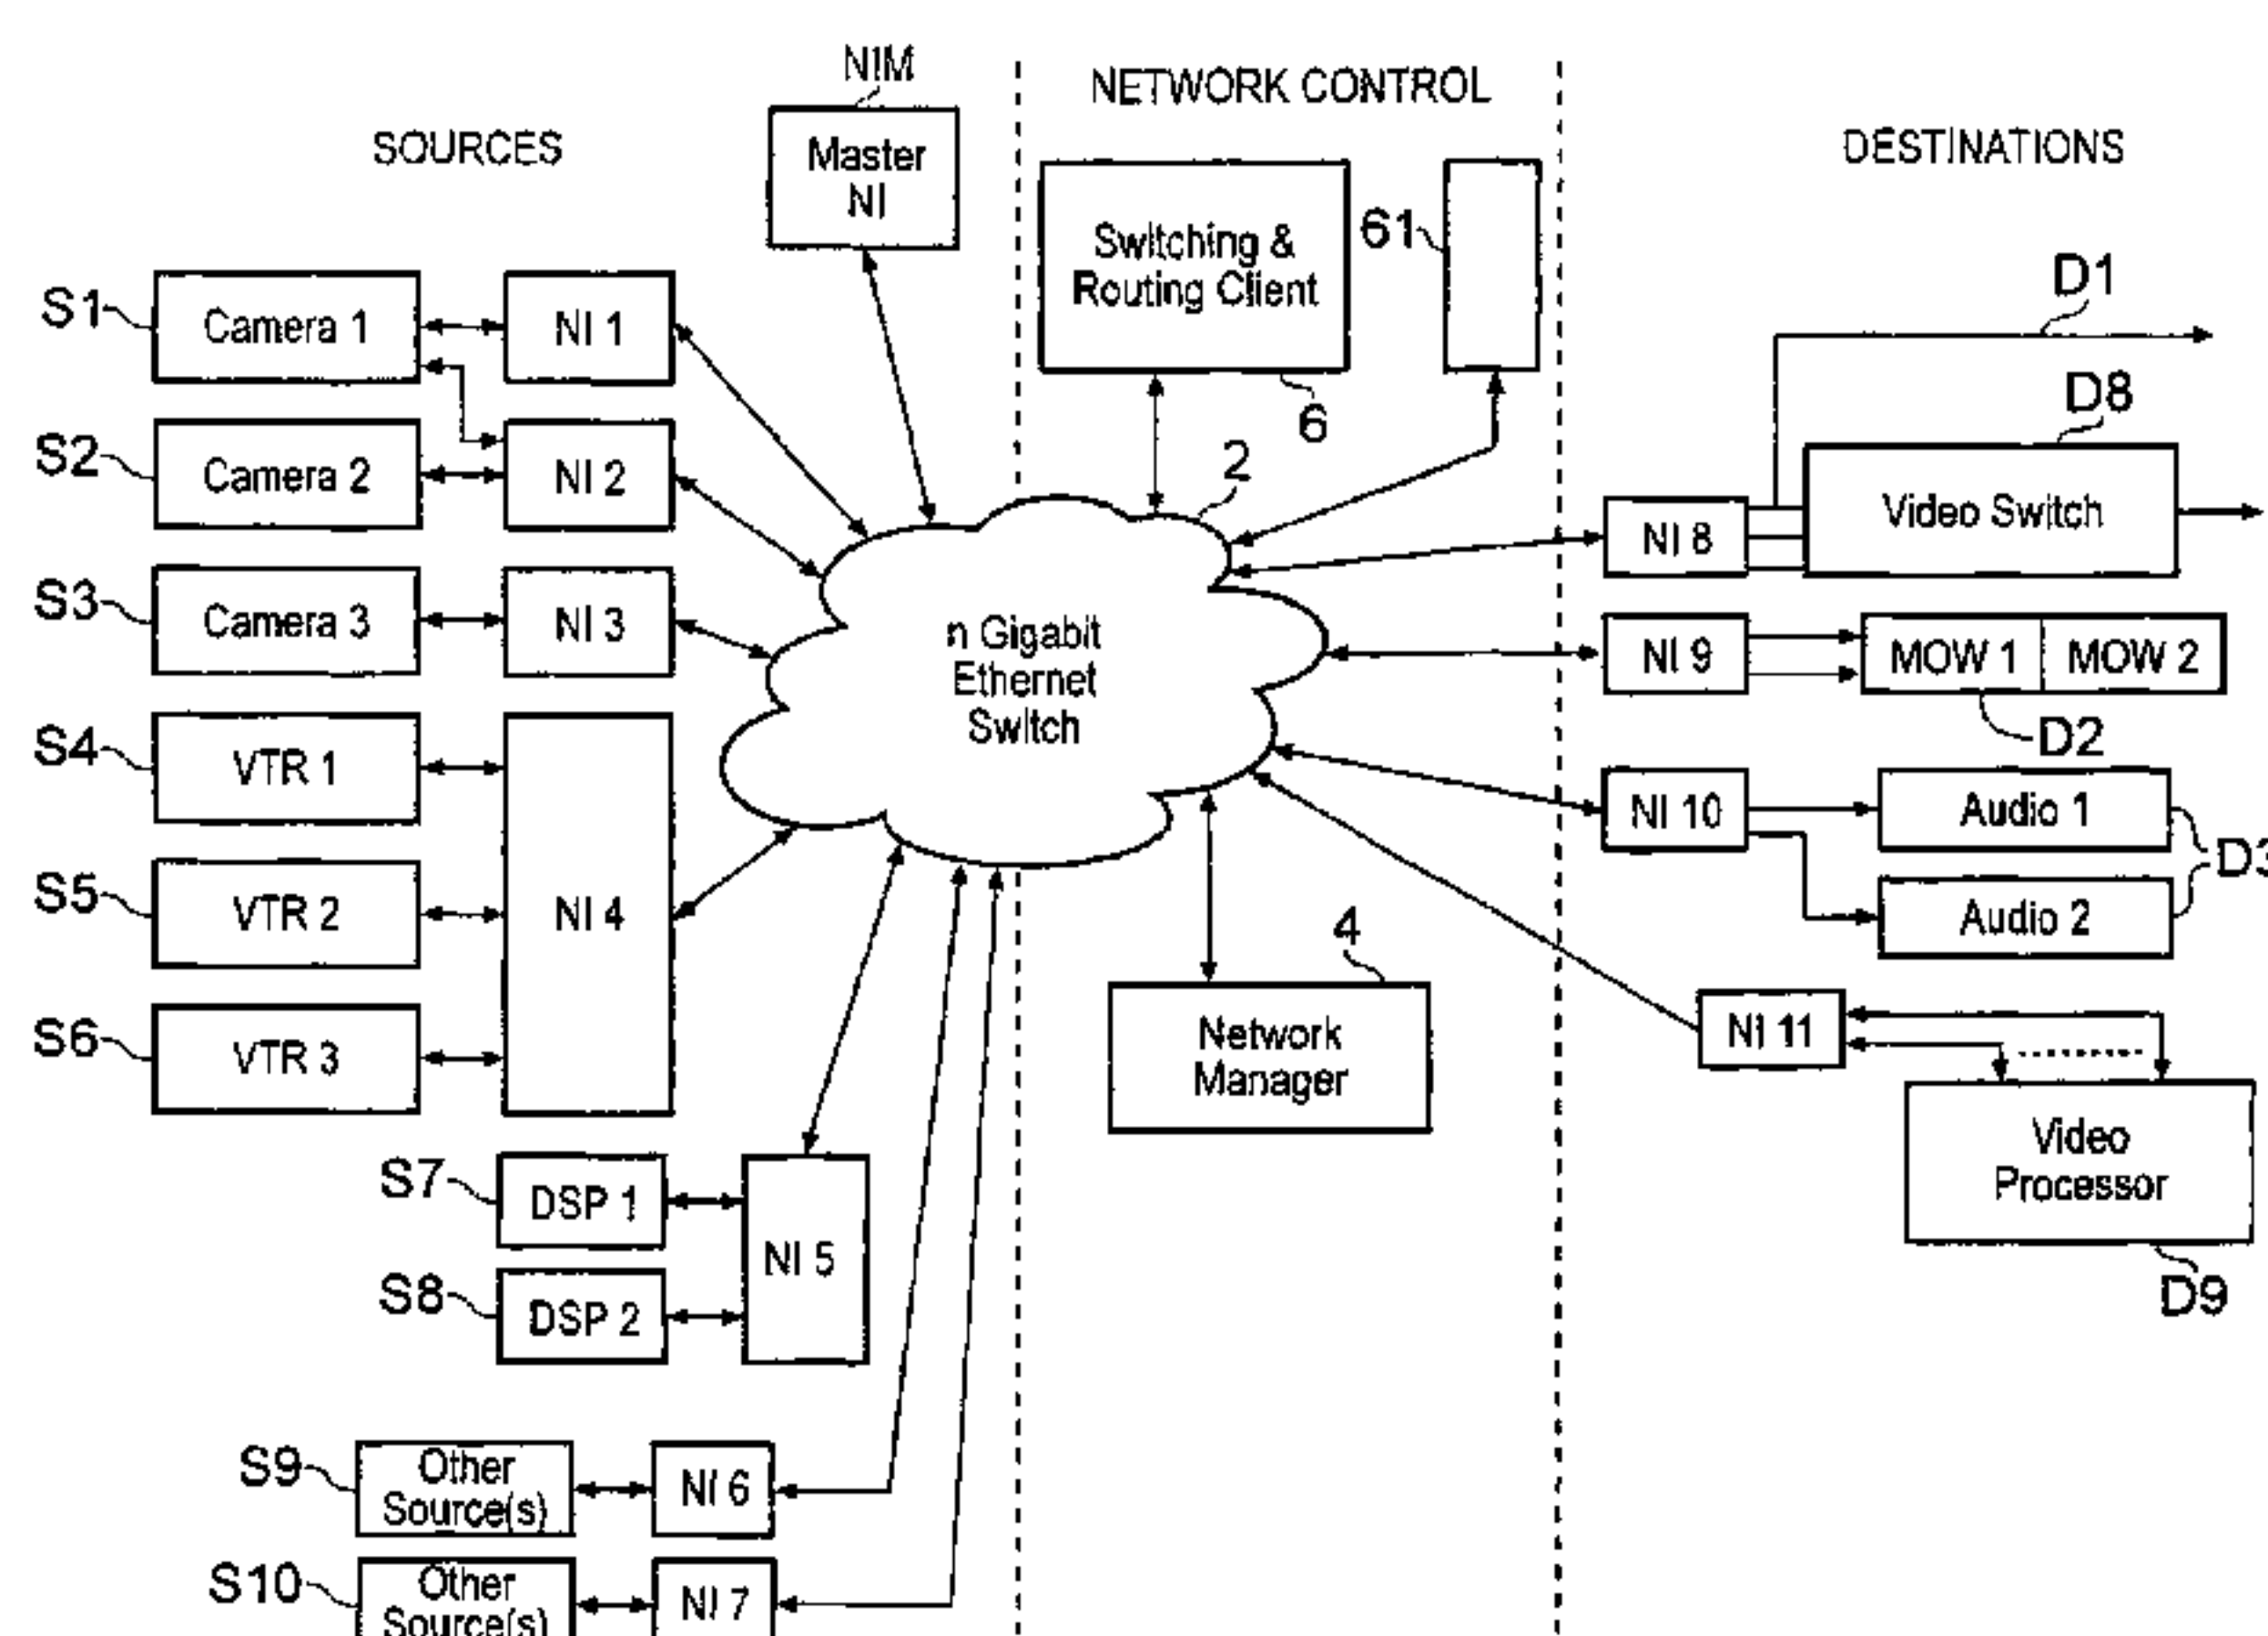 NIM
NETWORK CONTROL
SOURCES
DESTINATIONS
Master
NI
Switching &
Routing Client
61
6
2
S1
Camera 1
NI 1
S2
Camera 2
NI 2
S3
Camera 3
NI 3
S4
VTR 1
S5
VTR 2
NI 4
S6
VTR 3
S7
DSP 1
NI 5
S8
DSP 2
S9
Other
Source(s)
NI 6
S10
Other
Source(s)
NI 7
n Gigabit
Ethernet
Switch
4
Network
Manager
D1
D8
NI 8
Video Switch
NI 9
MOW 1
MOW 2
D2
NI 10
Audio 1
D3
Audio 2
NI 11
Video
Processor
D9